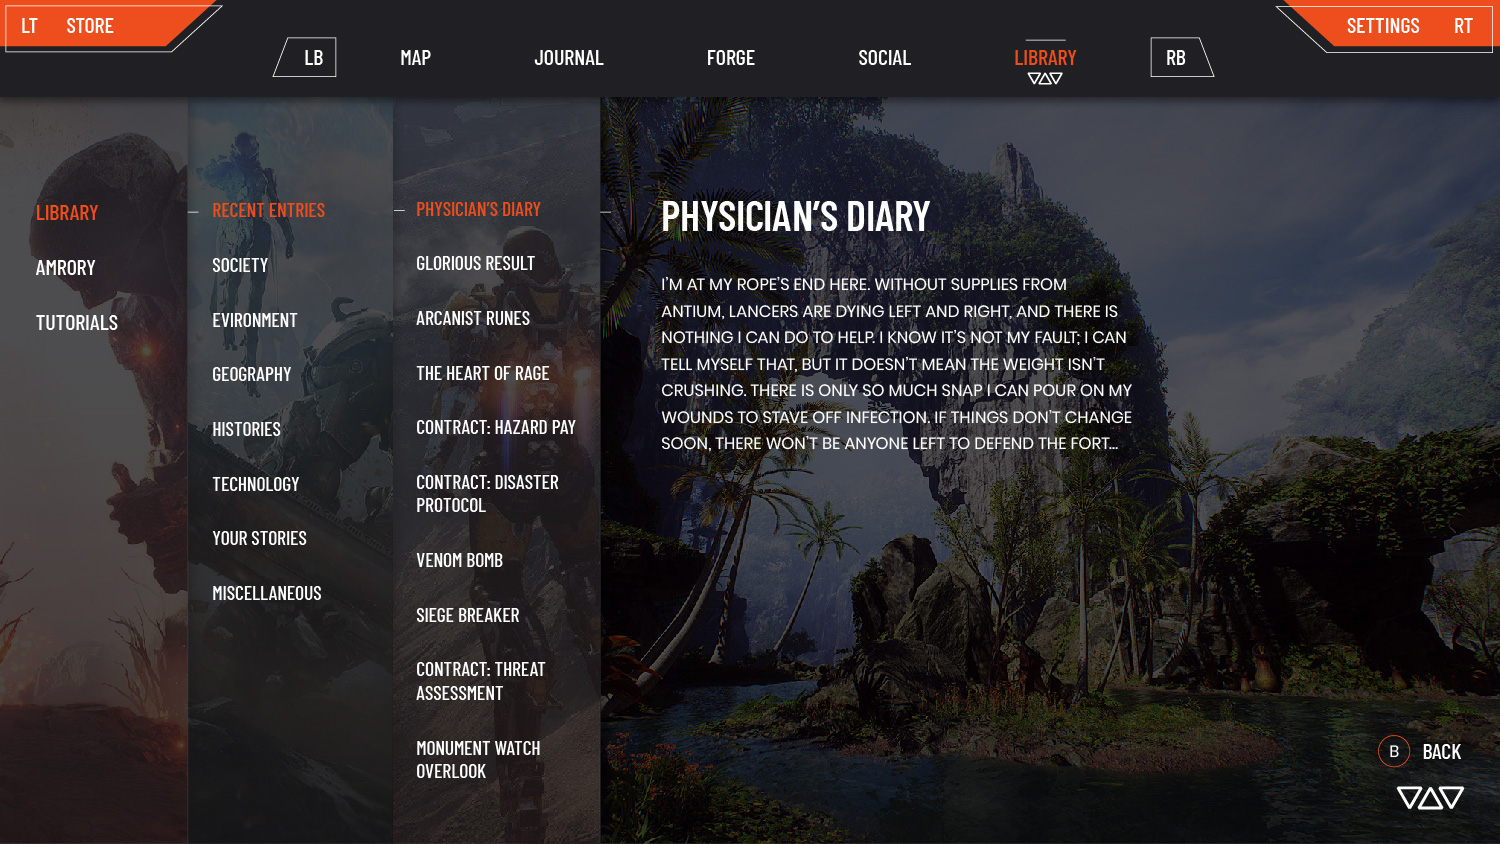 LT STORE
SETTINGS RT
LB MAP JOURNAL FORGE SOCIAL LIBRARY RB
LIBRARY
AMRORY
TUTORIALS
RECENT ENTRIES
SOCIETY
EVIRONMENT
GEOGRAPHY
HISTORIES
TECHNOLOGY
YOUR STORIES
MISCELLANEOUS
PHYSICIAN'S DIARY
GLORIOUS RESULT
ARCANIST RUNES
THE HEART OF RAGE
CONTRACT: HAZARD PAY
CONTRACT: DISASTER
PROTOCOL
VENOM BOMB
SIEGE BREAKER
CONTRACT: THREAT
ASSESSMENT
MONUMENT WATCH
OVERLOOK
PHYSICIAN'S DIARY
I'M AT MY ROPE'S END HERE. WITHOUT SUPPLIES FROM
ANTIUM, LANCERS ARE DYING LEFT AND RIGHT, AND THERE IS
NOTHING I CAN DO TO HELP. I KNOW IT'S NOT MY FAULT; I CAN
TELL MYSELF THAT, BUT IT DOESN'T MEAN THE WEIGHT ISN'T
CRUSHING. THERE IS ONLY SO MUCH SNAP I CAN POUR ON MY
WOUNDS TO STAVE OFF INFECTION. IF THINGS DON'T CHANGE
SOON, THERE WON'T BE ANYONE LEFT TO DEFEND THE FORT...
B BACK